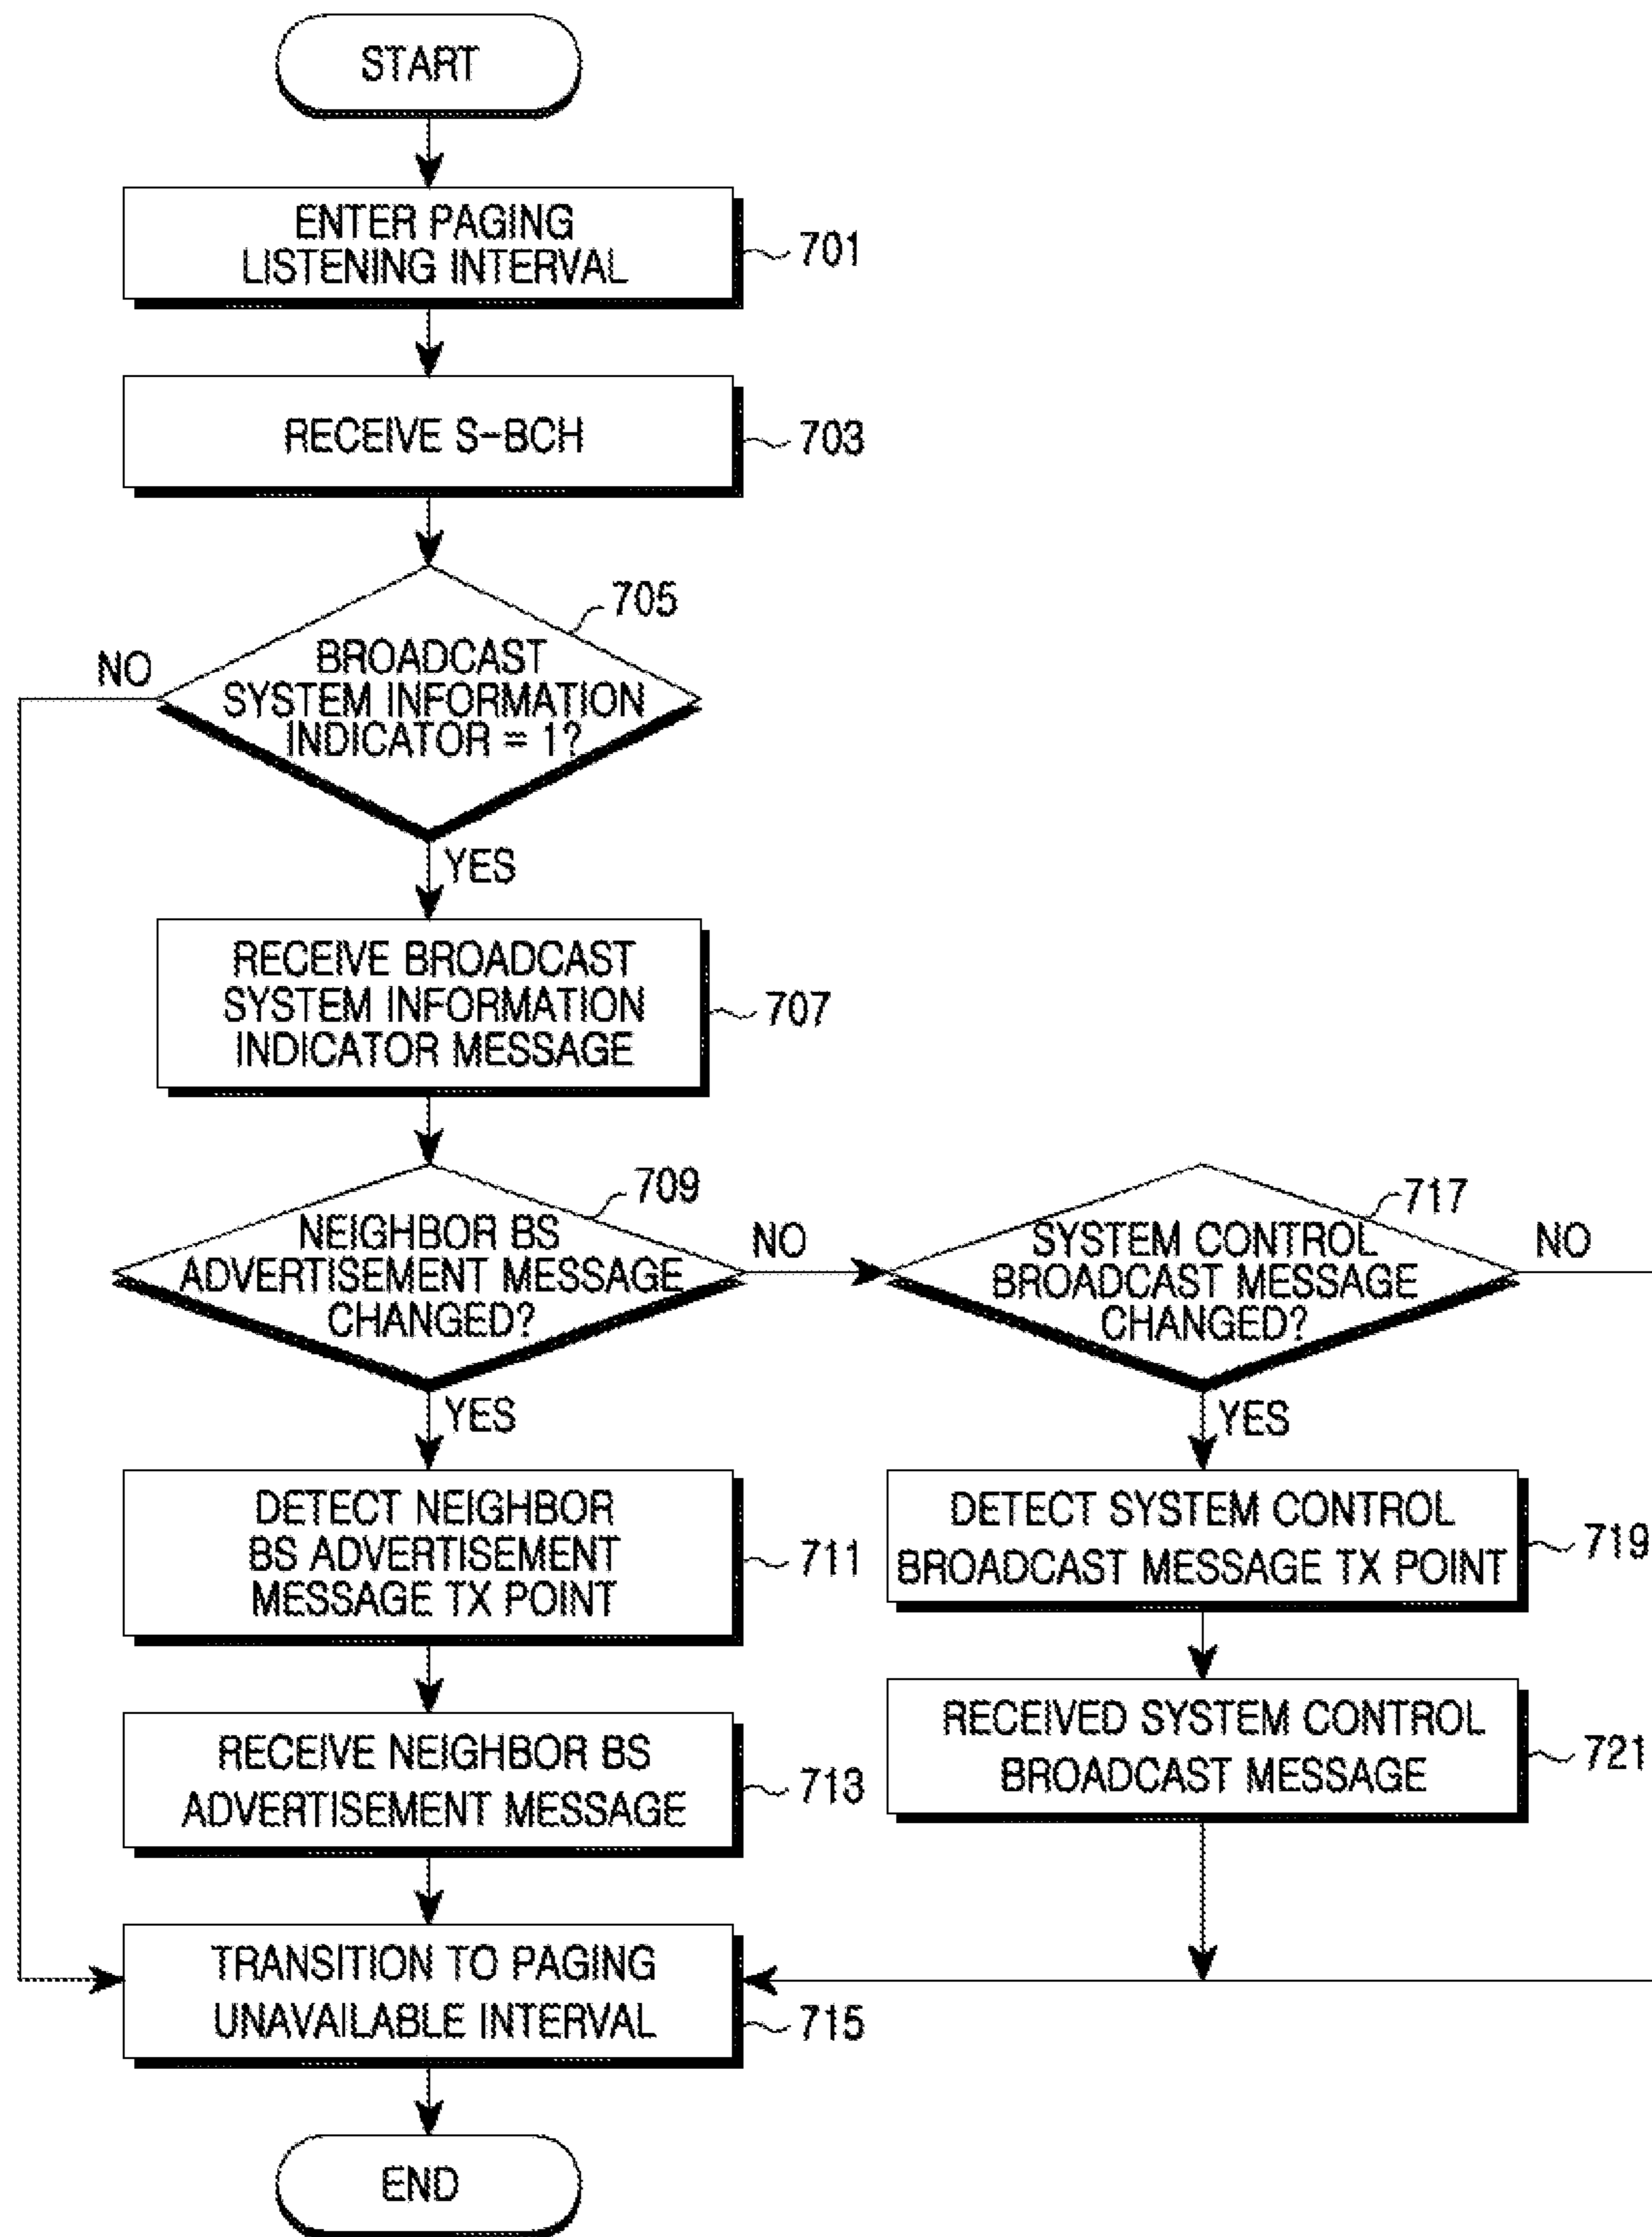 START
ENTER PAGING
LISTENING INTERVAL
701
RECEIVE S-BCH
703
705
BROADCAST
SYSTEM INFORMATION
INDICATOR = 1?
NO
YES
RECEIVE BROADCAST
SYSTEM INFORMATION
INDICATOR MESSAGE
707
709
NEIGHBOR BS
ADVERTISEMENT MESSAGE
CHANGED?
NO
YES
717
SYSTEM CONTROL
BROADCAST MESSAGE
CHANGED?
NO
YES
DETECT NEIGHBOR
BS ADVERTISEMENT
MESSAGE TX POINT
711
DETECT SYSTEM CONTROL
BROADCAST MESSAGE TX POINT
719
RECEIVE NEIGHBOR BS
ADVERTISEMENT MESSAGE
713
RECEIVED SYSTEM CONTROL
BROADCAST MESSAGE
721
TRANSITION TO PAGING
UNAVAILABLE INTERVAL
715
END